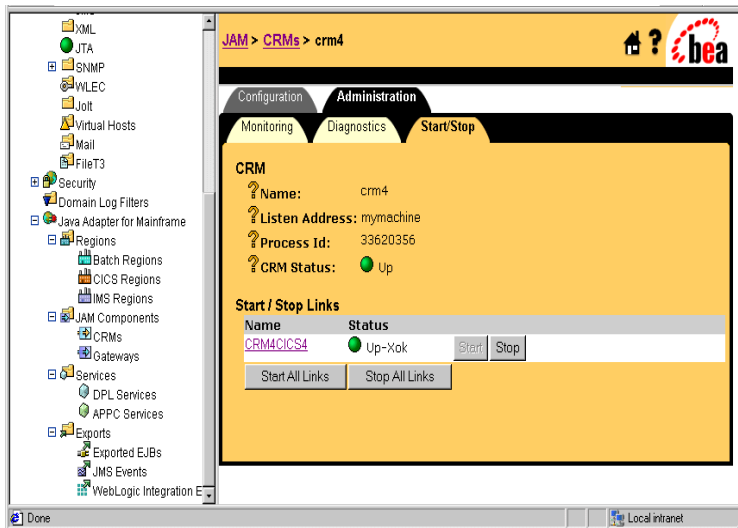 XML
JTA
SNMP
WLEC
Jolt
Virtual Hosts
Mail
FileT3
Security
Domain Log Filters
Java Adapter for Mainframe
Regions
Batch Regions
CICS Regions
IMS Regions
JAM Components
CRMs
Gateways
Services
DPL Services
APPC Services
Exports
Exported EJBs
JMS Events
WebLogic Integration E
JAM > CRMs > crm4
?
bea
Configuration Administration
Monitoring Diagnostics Start/Stop
CRM
? Name: crm4
? Listen Address: mymachine
? Process Id: 33620356
? CRM Status: Up
Start / Stop Links
Name Status
CRM4CICS4 Up-Xok Start Stop
Start All Links Stop All Links
Done Local intranet